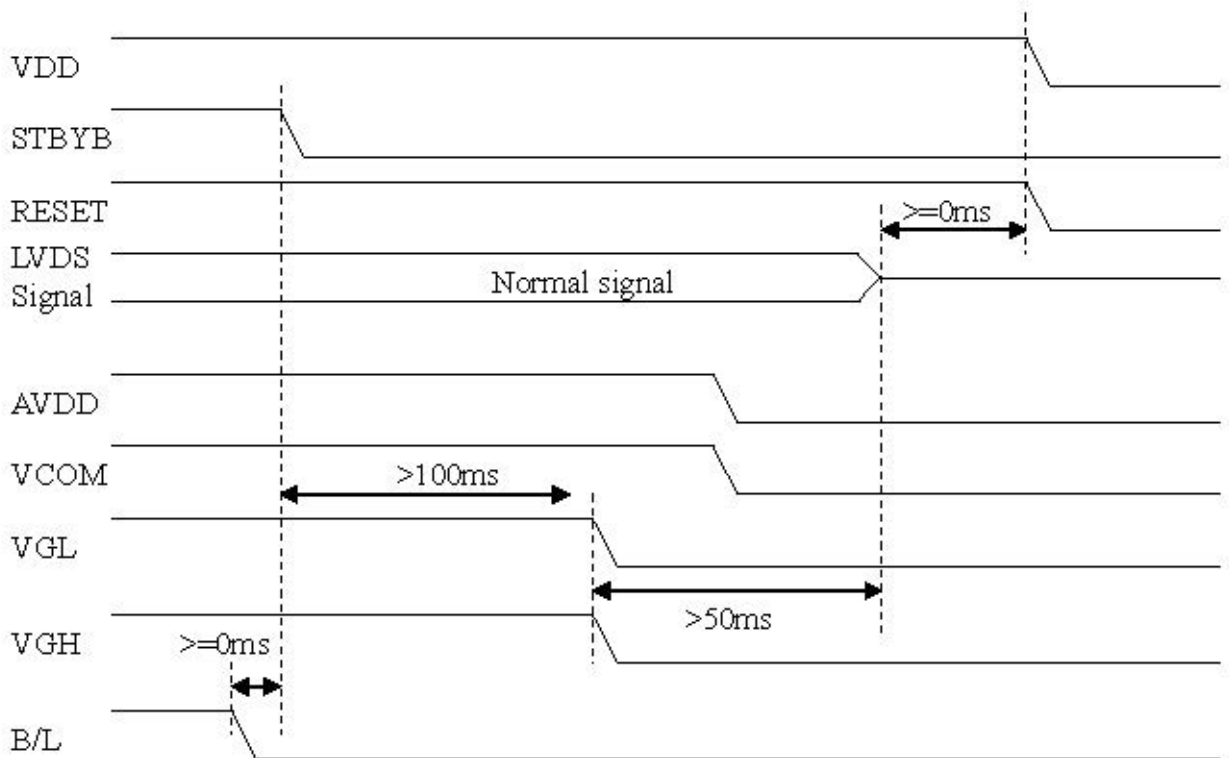 VDD
STBYB
RESET
>=0ms
LVDS
Signal
Normal signal
AVDD
VCOM
>100ms
VGL
>50ms
VGH
>=0ms
B/L